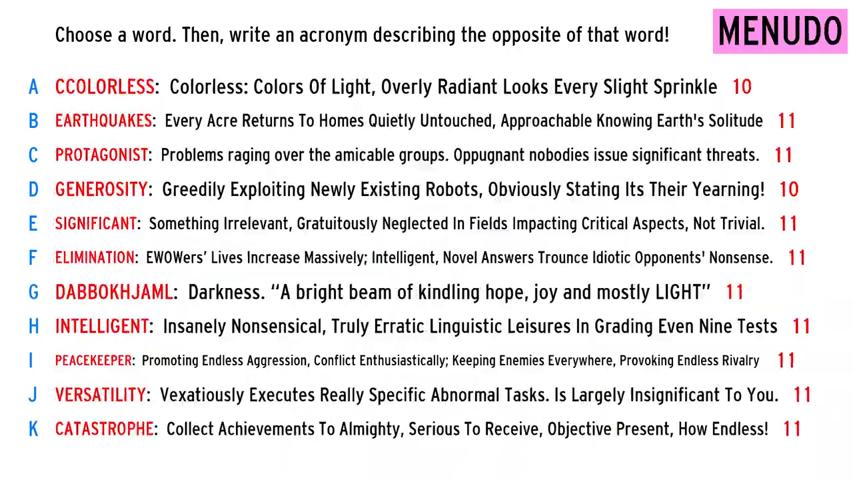 Choose a word. Then, write an acronym describing the opposite of that word!
MENUDO
A CCOLORLESS: Colorless: Colors Of Light, Overly Radiant Looks Every Slight Sprinkle 10
B EARTHQUAKES: Every Acre Returns To Homes Quietly Untouched, Approachable Knowing Earth's Solitude 11
C PROTAGONIST: Problems raging over the amicable groups. Oppugnant nobodies issue significant threats. 11
D GENEROSITY: Greedily Exploiting Newly Existing Robots, Obviously Stating Its Their Yearning! 10
E SIGNIFICANT: Something Irrelevant, Gratuitously Neglected In Fields Impacting Critical Aspects, Not Trivial. 11
F ELIMINATION: EWOWers' Lives Increase Massively; Intelligent, Novel Answers Trounce Idiotic Opponents' Nonsense. 11
G DABBOKHJAML: Darkness. "A bright beam of kindling hope, joy and mostly LIGHT" 11
H INTELLIGENT: Insanely Nonsensical, Truly Erratic Linguistic Leisures In Grading Even Nine Tests 11
I PEACEKEEPER: Promoting Endless Aggression, Conflict Enthusiastically; Keeping Enemies Everywhere, Provoking Endless Rivalry 11
J VERSATILITY: Vexatiously Executes Really Specific Abnormal Tasks. Is Largely Insignificant To You. 11
K CATASTROPHE: Collect Achievements To Almighty, Serious To Receive, Objective Present, How Endless! 11